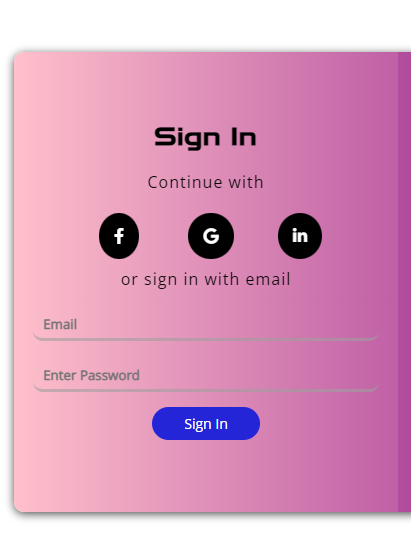 Sign In
Continue with
f G in
or sign in with email
Email
Enter Password
Sign In